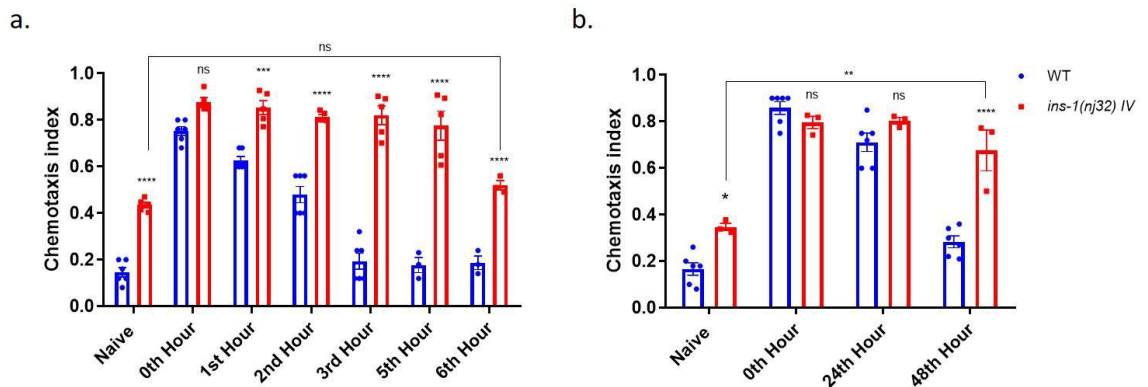 a.
ns
ns
***
****
****
****
****
****
Chemotaxis index
1.0
0.8
0.6
0.4
0.2
0.0
Naive
0th Hour
1st Hour
2nd Hour
3rd Hour
5th Hour
6th Hour
b.
**
ns
ns
****
*
Chemotaxis index
1.0
0.8
0.6
0.4
0.2
0.0
Naive
0th Hour
24th Hour
48th Hour
WT
ins-1(nj32) IV